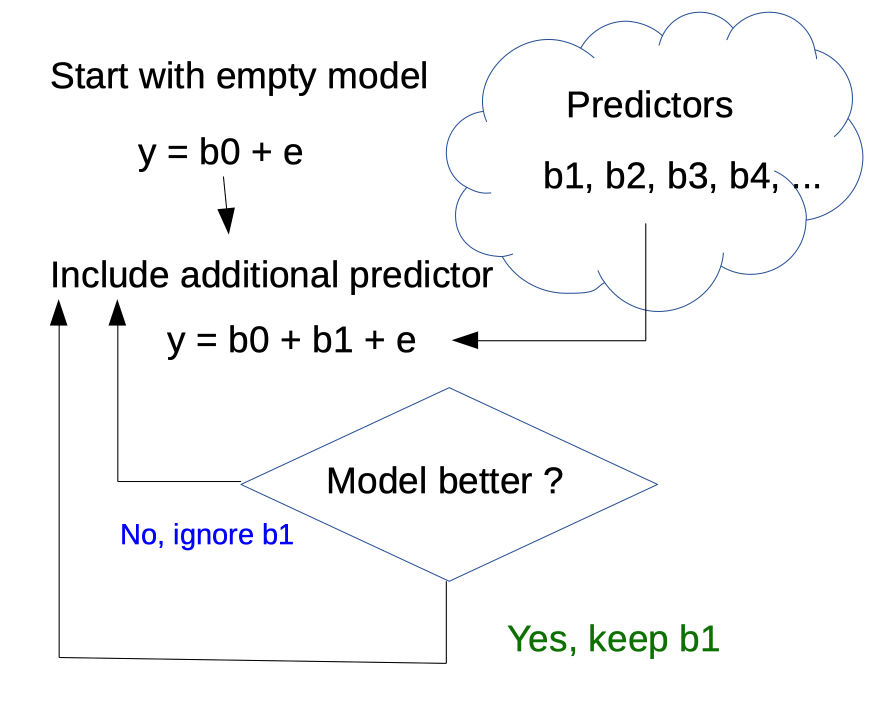 Start with empty model
y = b0 + e
Predictors
b1, b2, b3, b4, ...
Include additional predictor
y = b0 + b1 + e
Model better ?
No, ignore b1
Yes, keep b1